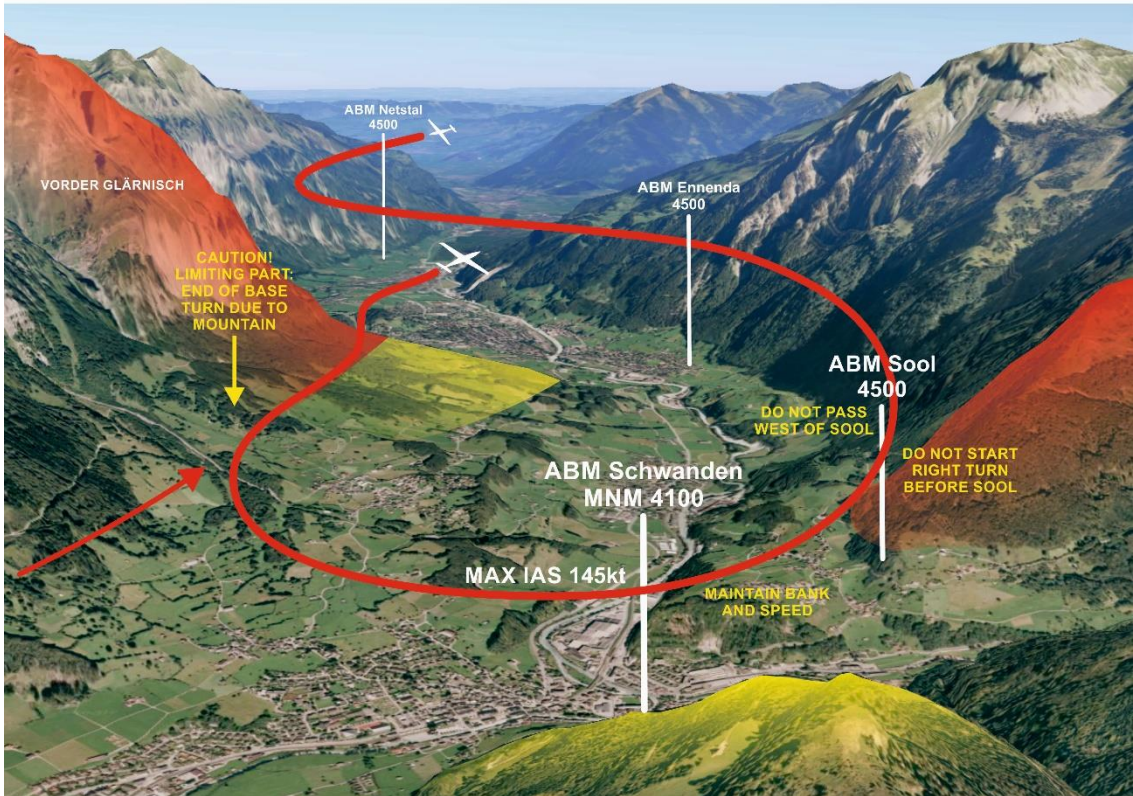 ABM Netstal
4500
VORDER GLÄRNISCH
ABM Ennenda
4500
CAUTION!
LIMITING PART:
END OF BASE
TURN DUE TO
MOUNTAIN
ABM Sool
4500
DO NOT PASS
WEST OF SOOL
DO NOT START
RIGHT TURN
BEFORE SOOL
ABM Schwanden
MNM 4100
MAX IAS 145kt
MAINTAIN BANK
AND SPEED